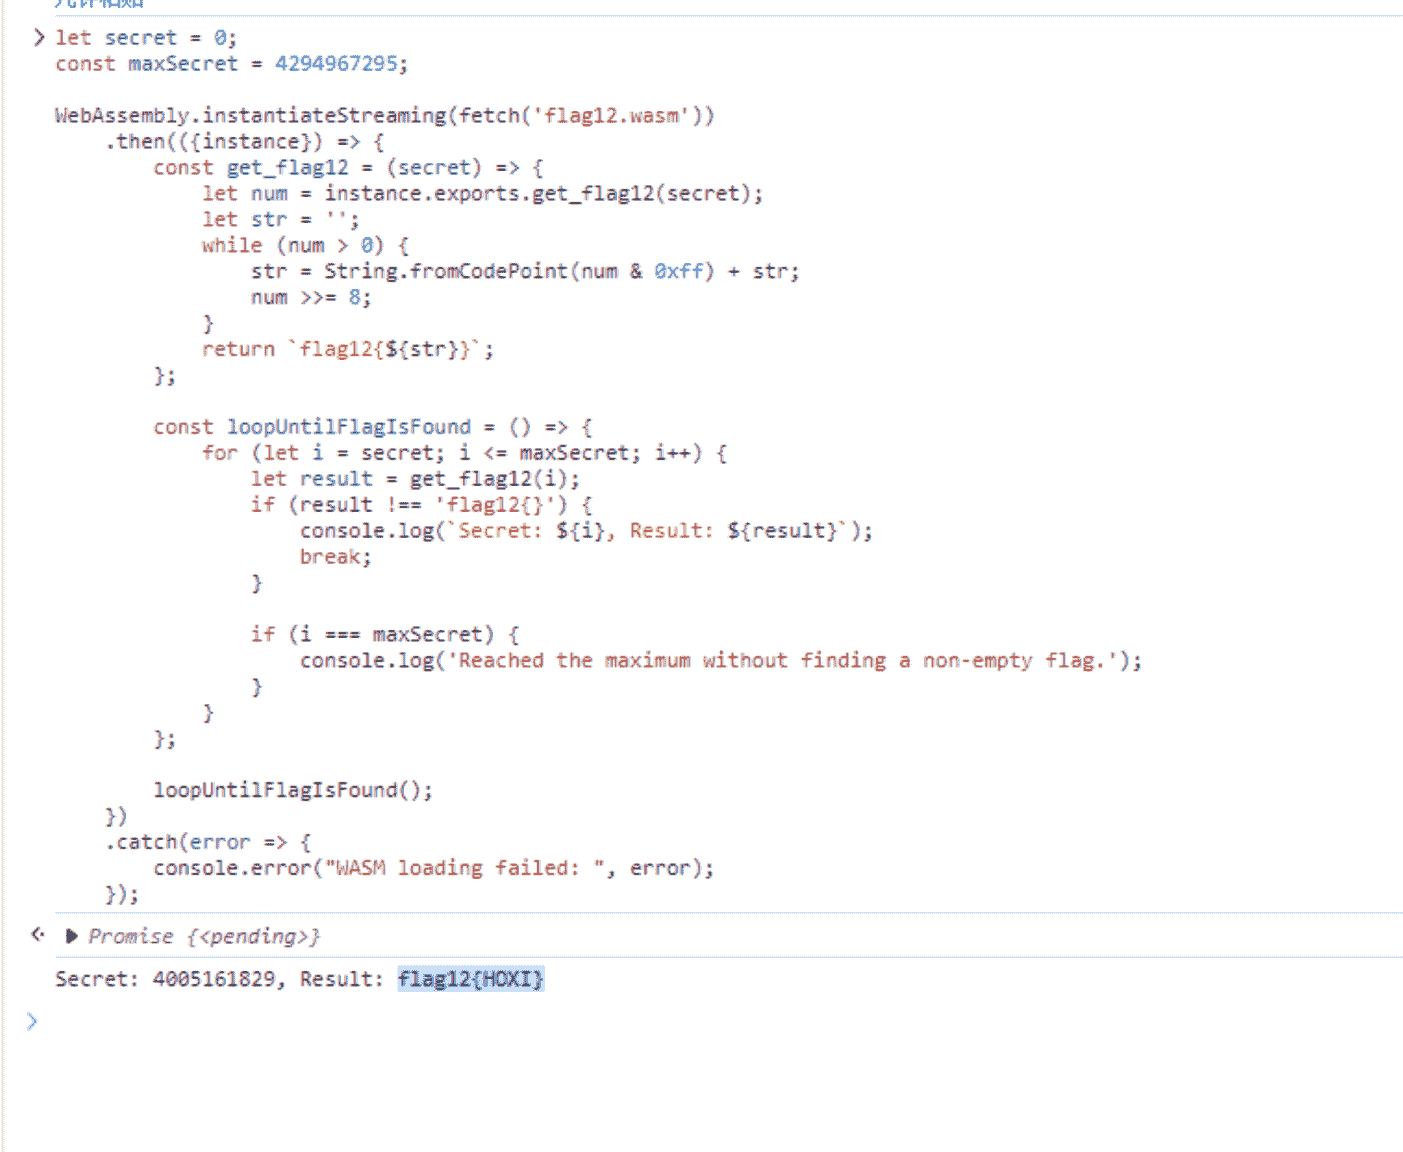 let secret = 0;
const maxSecret = 4294967295;
WebAssembly.instantiateStreaming(fetch('flag12.wasm'))
    .then(({instance}) => {
        const get_flag12 = (secret) => {
            let num = instance.exports.get_flag12(secret);
            let str = '';
            while (num > 0) {
                str = String.fromCodePoint(num & 0xff) + str;
                num >>= 8;
            }
            return `flag12{${str}}`;
        };
        const loopUntilFlagIsFound = () => {
            for (let i = secret; i <= maxSecret; i++) {
                let result = get_flag12(i);
                if (result !== 'flag12{}') {
                    console.log(`Secret: ${i}, Result: ${result}`);
                    break;
                }
                if (i === maxSecret) {
                    console.log('Reached the maximum without finding a non-empty flag.');
                }
            }
        };
        loopUntilFlagIsFound();
    })
    .catch(error => {
        console.error("WASM loading failed: ", error);
    });
Promise {<pending>}
Secret: 4005161829, Result: flag12{HOXI}